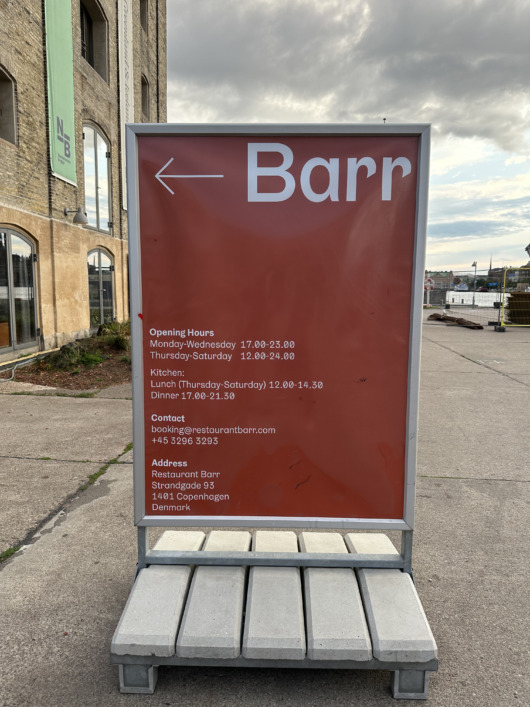 N
B
Barr
Opening Hours
Monday-Wednesday 17.00-23.00
Thursday-Saturday 12.00-24.00
Kitchen:
Lunch (Thursday-Saturday) 12.00-14.30
Dinner 17.00-21.30
Contact
booking@restaurantbarr.com
+45 3296 3293
Address
Restaurant Barr
Strandgade 93
1401 Copenhagen
Denmark